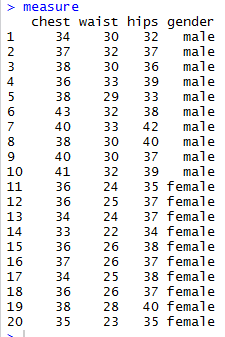 > measure
chest waist hips gender
1 34 30 32 male
2 37 32 37 male
3 38 30 36 male
4 36 33 39 male
5 38 29 33 male
6 43 32 38 male
7 40 33 42 male
8 38 30 40 male
9 40 30 37 male
10 41 32 39 male
11 36 24 35 female
12 36 25 37 female
13 34 24 37 female
14 33 22 34 female
15 36 26 38 female
16 37 26 37 female
17 34 25 38 female
18 36 26 37 female
19 38 28 40 female
20 35 23 35 female
>